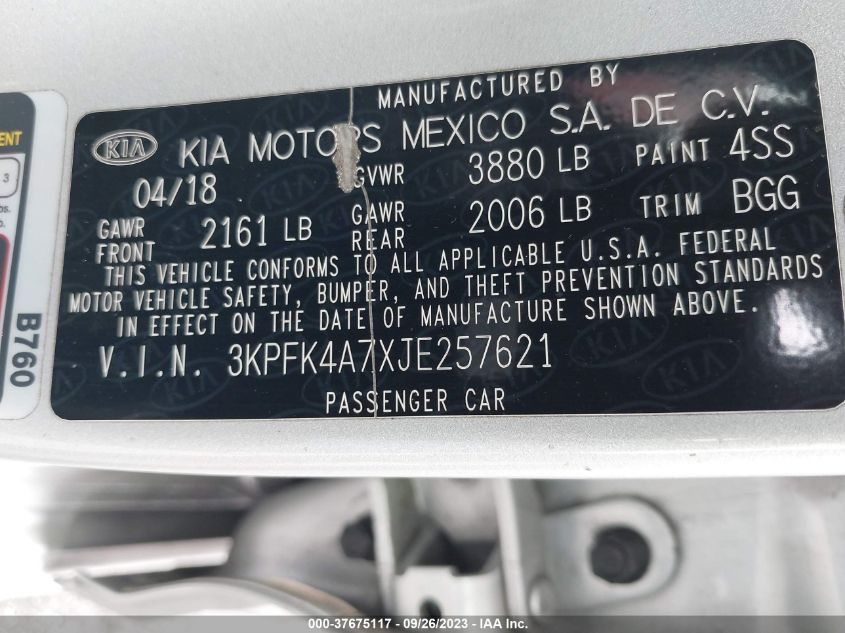 MANUFACTURED BY
KIA KIA MOTORS MEXICO S.A. DE C.V.
04/18 GVWR 3880 LB PAINT 4SS
GAWR FRONT 2161 LB GAWR REAR 2006 LB TRIM BGG
THIS VEHICLE CONFORMS TO ALL APPLICABLE U.S.A. FEDERAL
MOTOR VEHICLE SAFETY, BUMPER, AND THEFT PREVENTION STANDARDS
IN EFFECT ON THE DATE OF MANUFACTURE SHOWN ABOVE.
V.I.N. 3KPFK4A7XJE257621
PASSENGER CAR
3
B760
000-37675117 - 09/26/2023 - IAAI.com